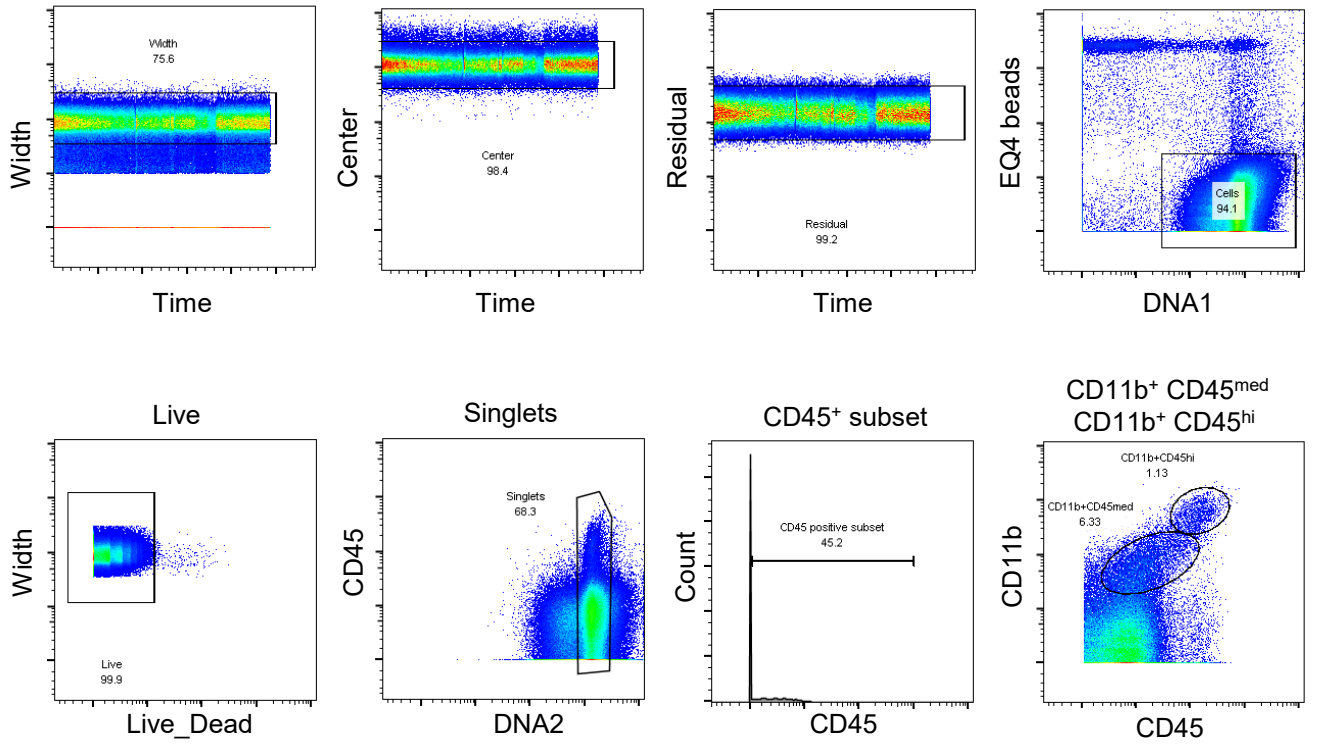 Width
75.6
Width
Time
Center
98.4
Center
Time
Residual
99.2
Residual
Time
Cells
94.1
EQ4 beads
DNA1
Live
Live
99.9
Width
Live_Dead
Singlets
Singlets
68.3
CD45
DNA2
CD45⁺ subset
CD45 positive subset
45.2
Count
CD45
CD11b⁺ CD45ᵐᵉᵈ
CD11b⁺ CD45ʰⁱ
CD11b+CD45hi
1.13
CD11b+CD45med
6.33
CD11b
CD45